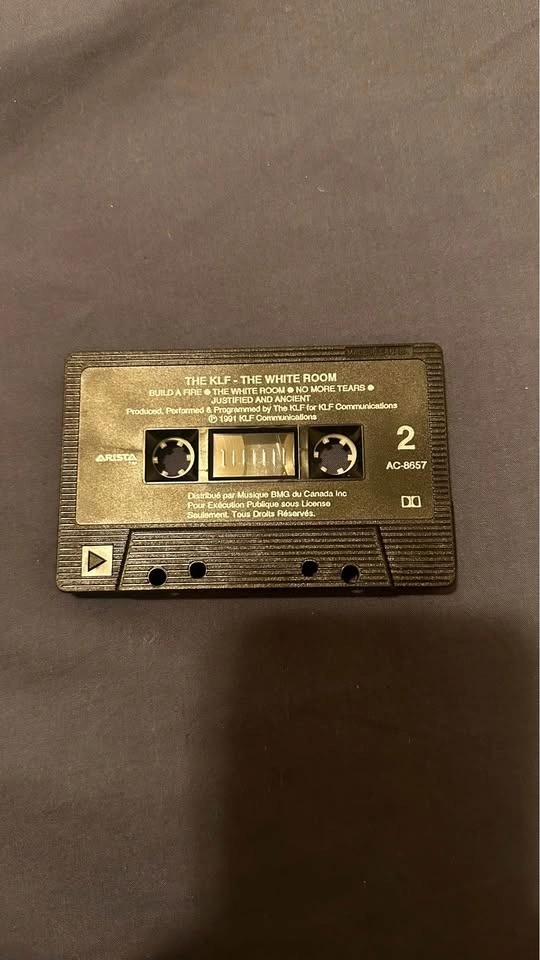 THE KLF - THE WHITE ROOM
BUILD A FIRE ● THE WHITE ROOM ● NO MORE TEARS ●
JUSTIFIED AND ANCIENT
Produced, Performed & Programmed by The KLF for KLF Communications
℗ 1991 KLF Communications
ARISTA
2
AC-8657
Distribué par Musique BMG du Canada Inc
Pour Exécution Publique sous License
Seulement. Tous Droits Réservés.